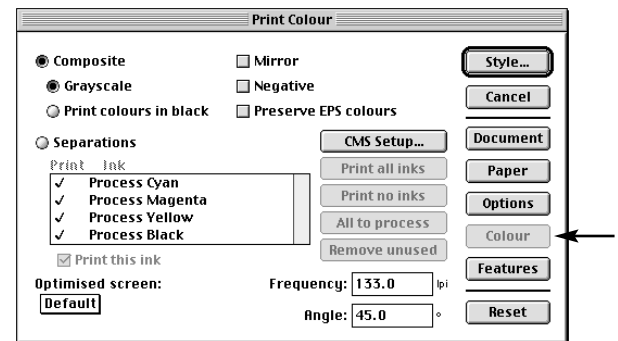 Print Colour
Composite
Grayscale
Print colours in black
Mirror
Negative
Preserve EPS colours
Separations
Print Ink
✓ Process Cyan
✓ Process Magenta
✓ Process Yellow
✓ Process Black
Print this ink
CMS Setup...
Print all inks
Print no inks
All to process
Remove unused
Optimised screen:
Default
Frequency: 133.0 lpi
Angle: 45.0 °
Style...
Cancel
Document
Paper
Options
Colour
Features
Reset